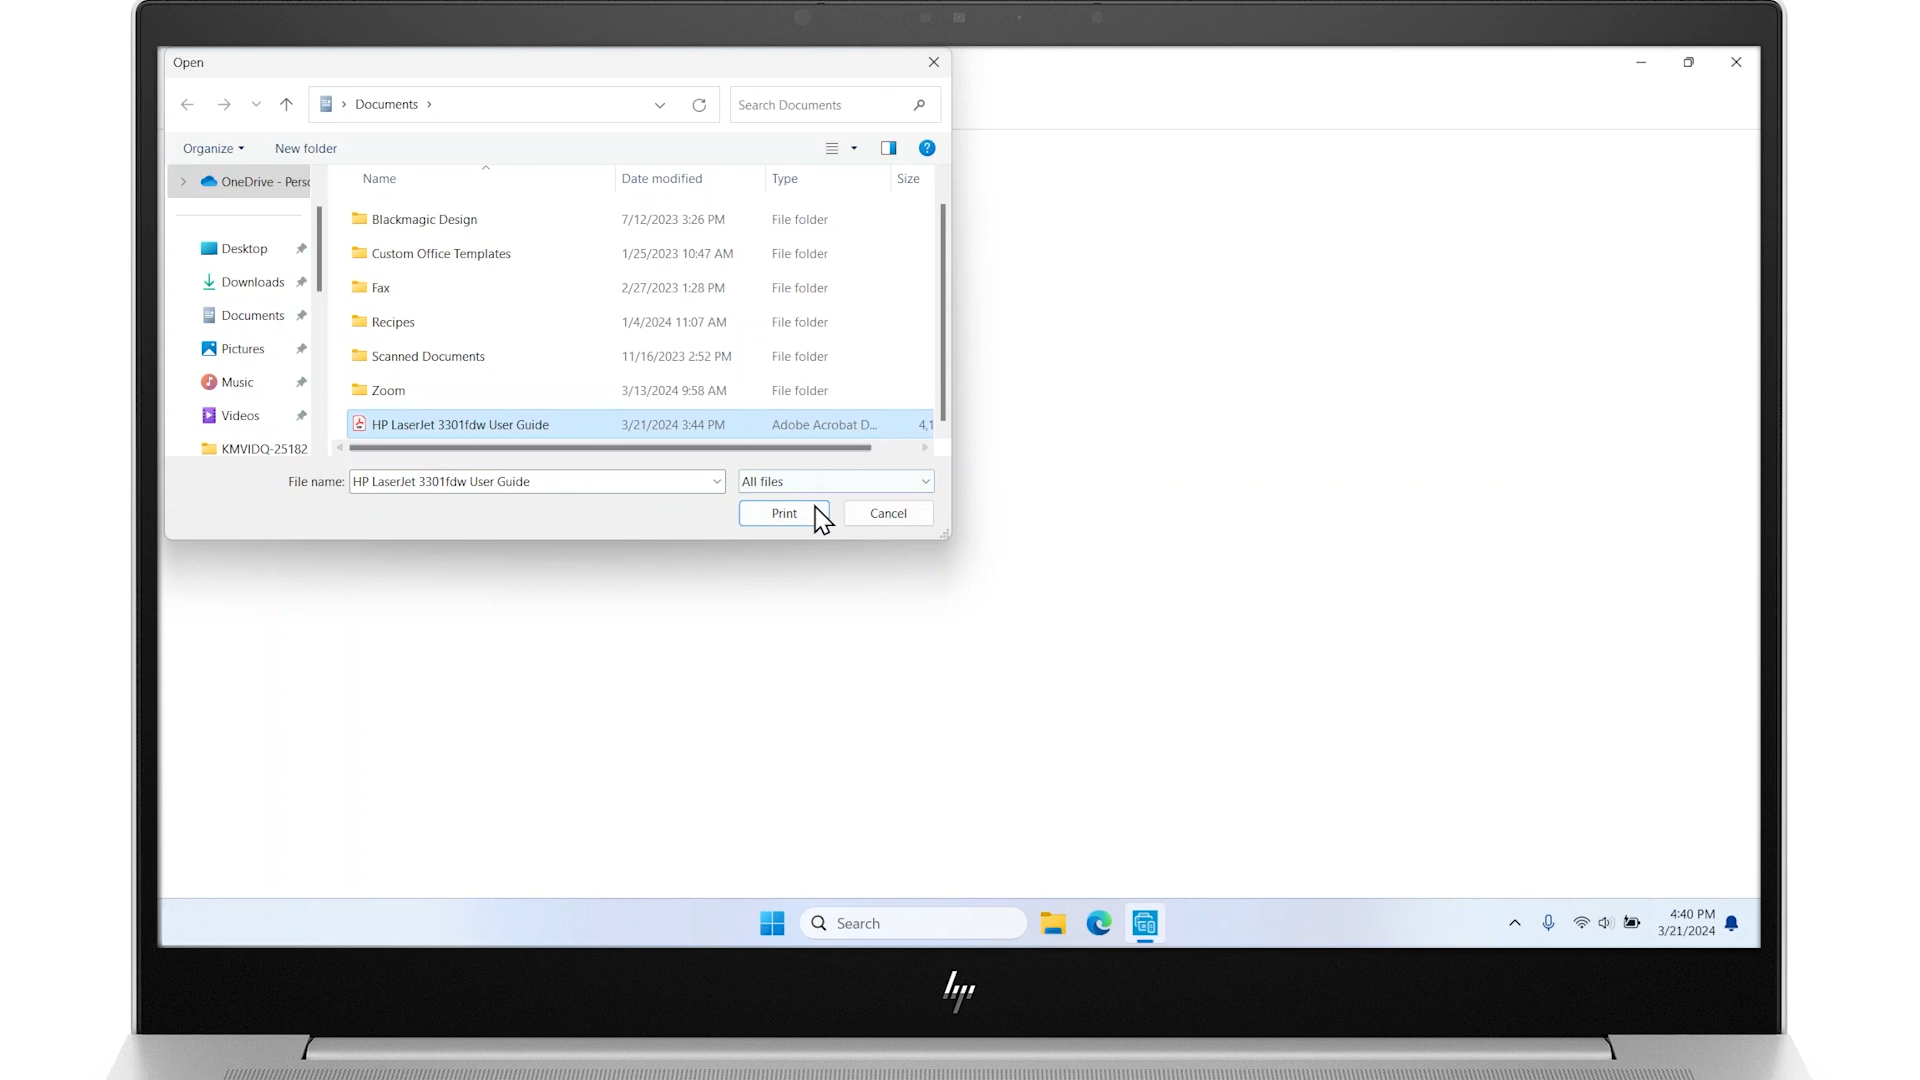 Open
Documents
Search Documents
Organize
New folder
OneDrive - Perso
Name
Date modified
Type
Size
Blackmagic Design 7/12/2023 3:26 PM File folder
Desktop
Custom Office Templates 1/25/2023 10:47 AM File folder
Downloads
Fax 2/27/2023 1:28 PM File folder
Documents
Recipes 1/4/2024 11:07 AM File folder
Pictures
Scanned Documents 11/16/2023 2:52 PM File folder
Music
Zoom 3/13/2024 9:58 AM File folder
Videos
HP LaserJet 3301fdw User Guide 3/21/2024 3:44 PM Adobe Acrobat D... 4,1
KMVIDQ-25182
File name: HP LaserJet 3301fdw User Guide
All files
Print
Cancel
Search
4:40 PM
3/21/2024
hp